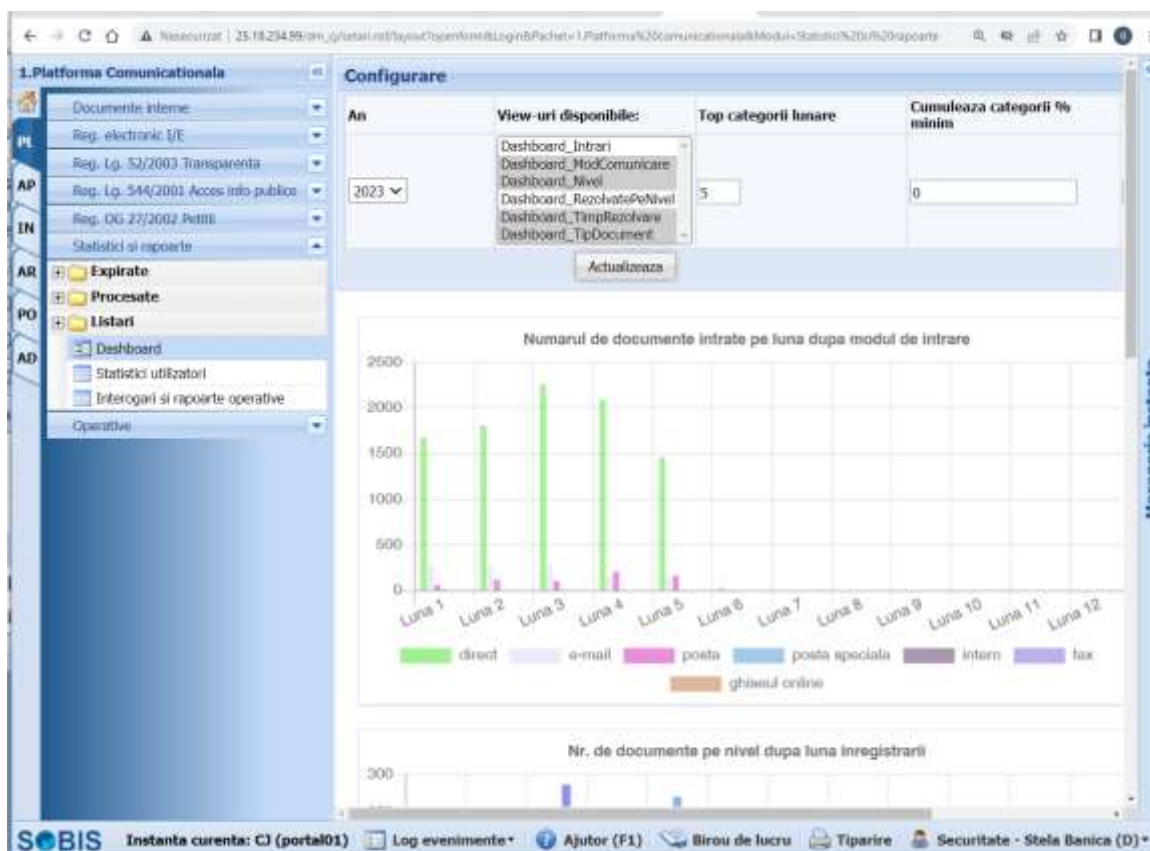 Nesecurizat
1.Platforma Comunicationala
Documente interne
Reg. electronic I/E
Reg. Lg. 52/2003 Transparenta
Reg. Lg. 544/2001 Acces info publice
Reg. OG 27/2002 Petitii
Statistici si rapoarte
Expirate
Procesate
Listari
Dashboard
Statistici utilizatori
Interogari si rapoarte operative
Operative
PL
AP
IN
AR
PO
AD
Configurare
An
View-uri disponibile:
Top categorii lunare
Cumuleaza categorii % minim
2023
Dashboard_Intrari
Dashboard_ModComunicare
Dashboard_Nivel
Dashboard_RezolvatePeNivel
Dashboard_TimpRezolvare
Dashboard_TipDocument
5
0
Actualizeaza
Numarul de documente intrate pe luna dupa modul de intrare
2500
2000
1500
1000
500
0
Luna 1 Luna 2 Luna 3 Luna 4 Luna 5 Luna 6 Luna 7 Luna 8 Luna 9 Luna 10 Luna 11 Luna 12
direct e-mail posta posta speciala intern fax
ghiseul online
Nr. de documente pe nivel dupa luna inregistrarii
300
SOBIS Instanta curenta: CJ (portal01) Log evenimente Ajutor (F1) Birou de lucru Tiparire Securitate - Stela Banica (D)